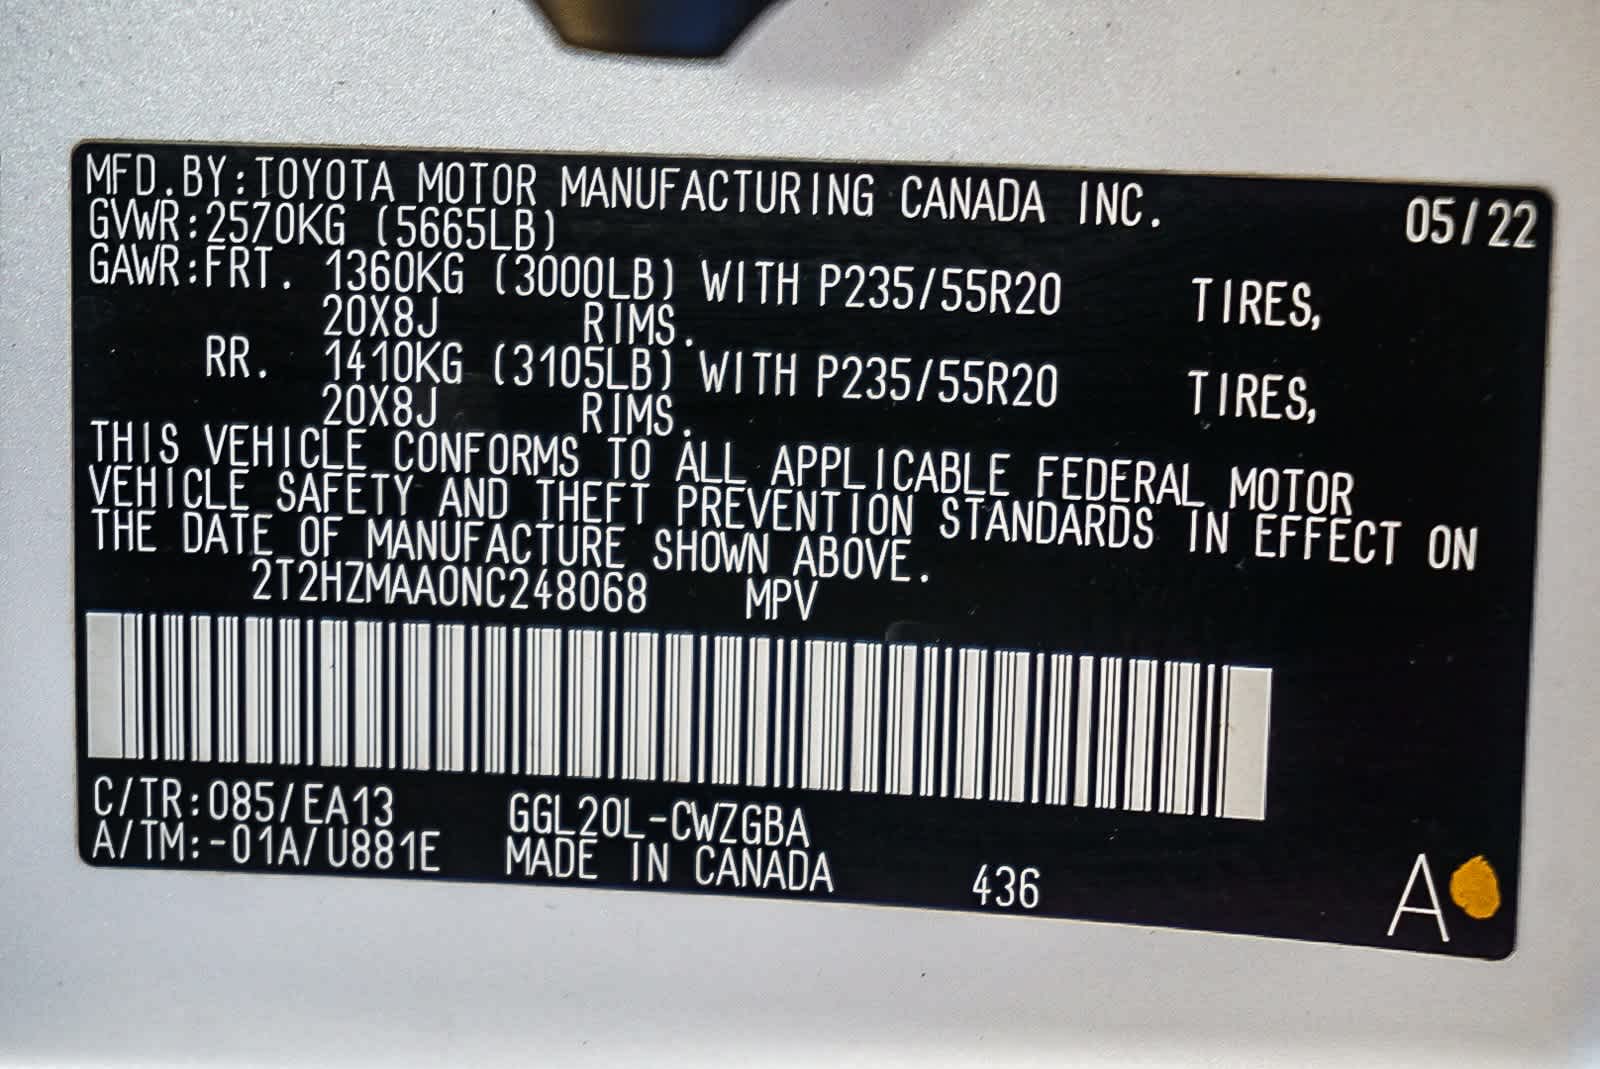 MFD.BY:TOYOTA MOTOR MANUFACTURING CANADA INC. 05/22
GVWR:2570KG (5665LB)
GAWR:FRT. 1360KG (3000LB) WITH P235/55R20 TIRES,
20X8J RIMS.
RR. 1410KG (3105LB) WITH P235/55R20 TIRES,
20X8J RIMS.
THIS VEHICLE CONFORMS TO ALL APPLICABLE FEDERAL MOTOR
VEHICLE SAFETY AND THEFT PREVENTION STANDARDS IN EFFECT ON
THE DATE OF MANUFACTURE SHOWN ABOVE.
2T2HZMAA0NC248068 MPV
C/TR:085/EA13 GGL20L-CWZGBA
A/TM:-01A/U881E MADE IN CANADA 436 A